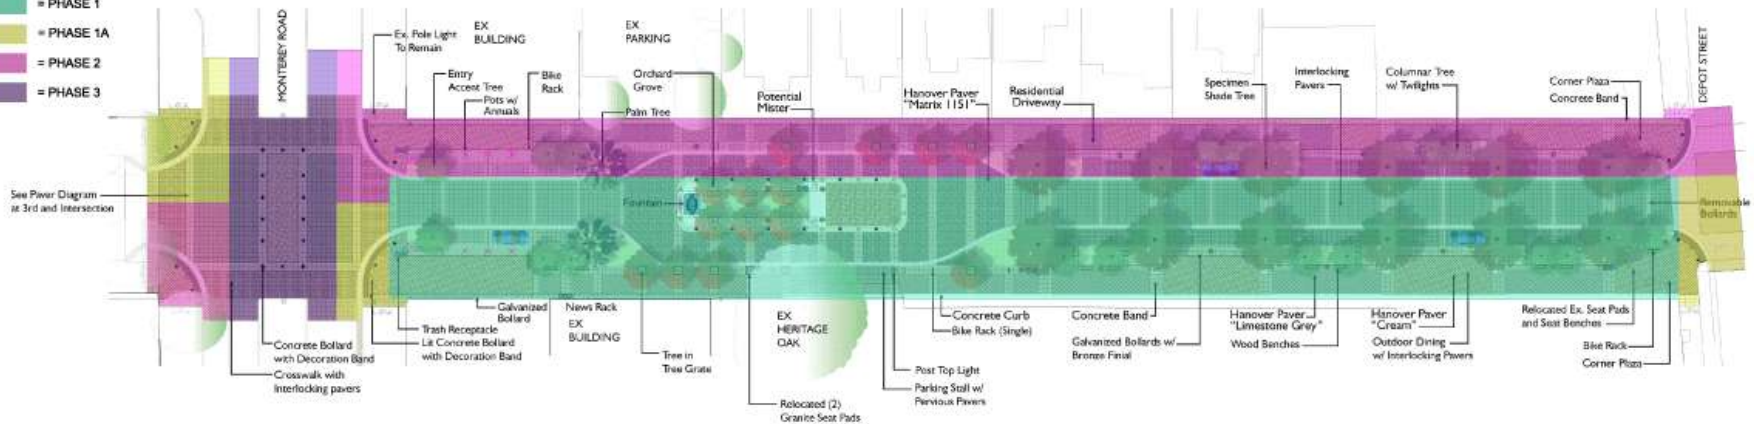 = PHASE 1
= PHASE 1A
= PHASE 2
= PHASE 3
MONTEREY ROAD
Ex. Pole Light
To Remain
EX
BUILDING
EX
PARKING
Entry
Accent Tree
Pots w/
Annuals
Bike
Rack
Orchard
Grove
Palm Tree
Potential
Mister
Hanover Paver
"Matrix 1151"
Residential
Driveway
Specimen
Shade Tree
Interlocking
Pavers
Columnar Tree
w/ Twilights
Corner Plaza
Concrete Band
DEPOT STREET
See Paver Diagram
at 3rd and Intersection
Fountain
Removable
Bollards
Galvanized
Bollard
News Rack
EX
BUILDING
Trash Receptacle
Lit Concrete Bollard
with Decoration Band
Concrete Bollard
with Decoration Band
Crosswalk with
Interlocking pavers
Tree in
Tree Grate
EX
HERITAGE
OAK
Relocated (2)
Granite Seat Pads
Post Top Light
Parking Stall w/
Pervious Pavers
Concrete Curb
Bike Rack (Single)
Concrete Band
Galvanized Bollards w/
Bronze Finial
Hanover Paver
"Limestone Grey"
Wood Benches
Hanover Paver
"Cream"
Outdoor Dining
w/ Interlocking Pavers
Relocated Ex. Seat Pads
and Seat Benches
Bike Rack
Corner Plaza